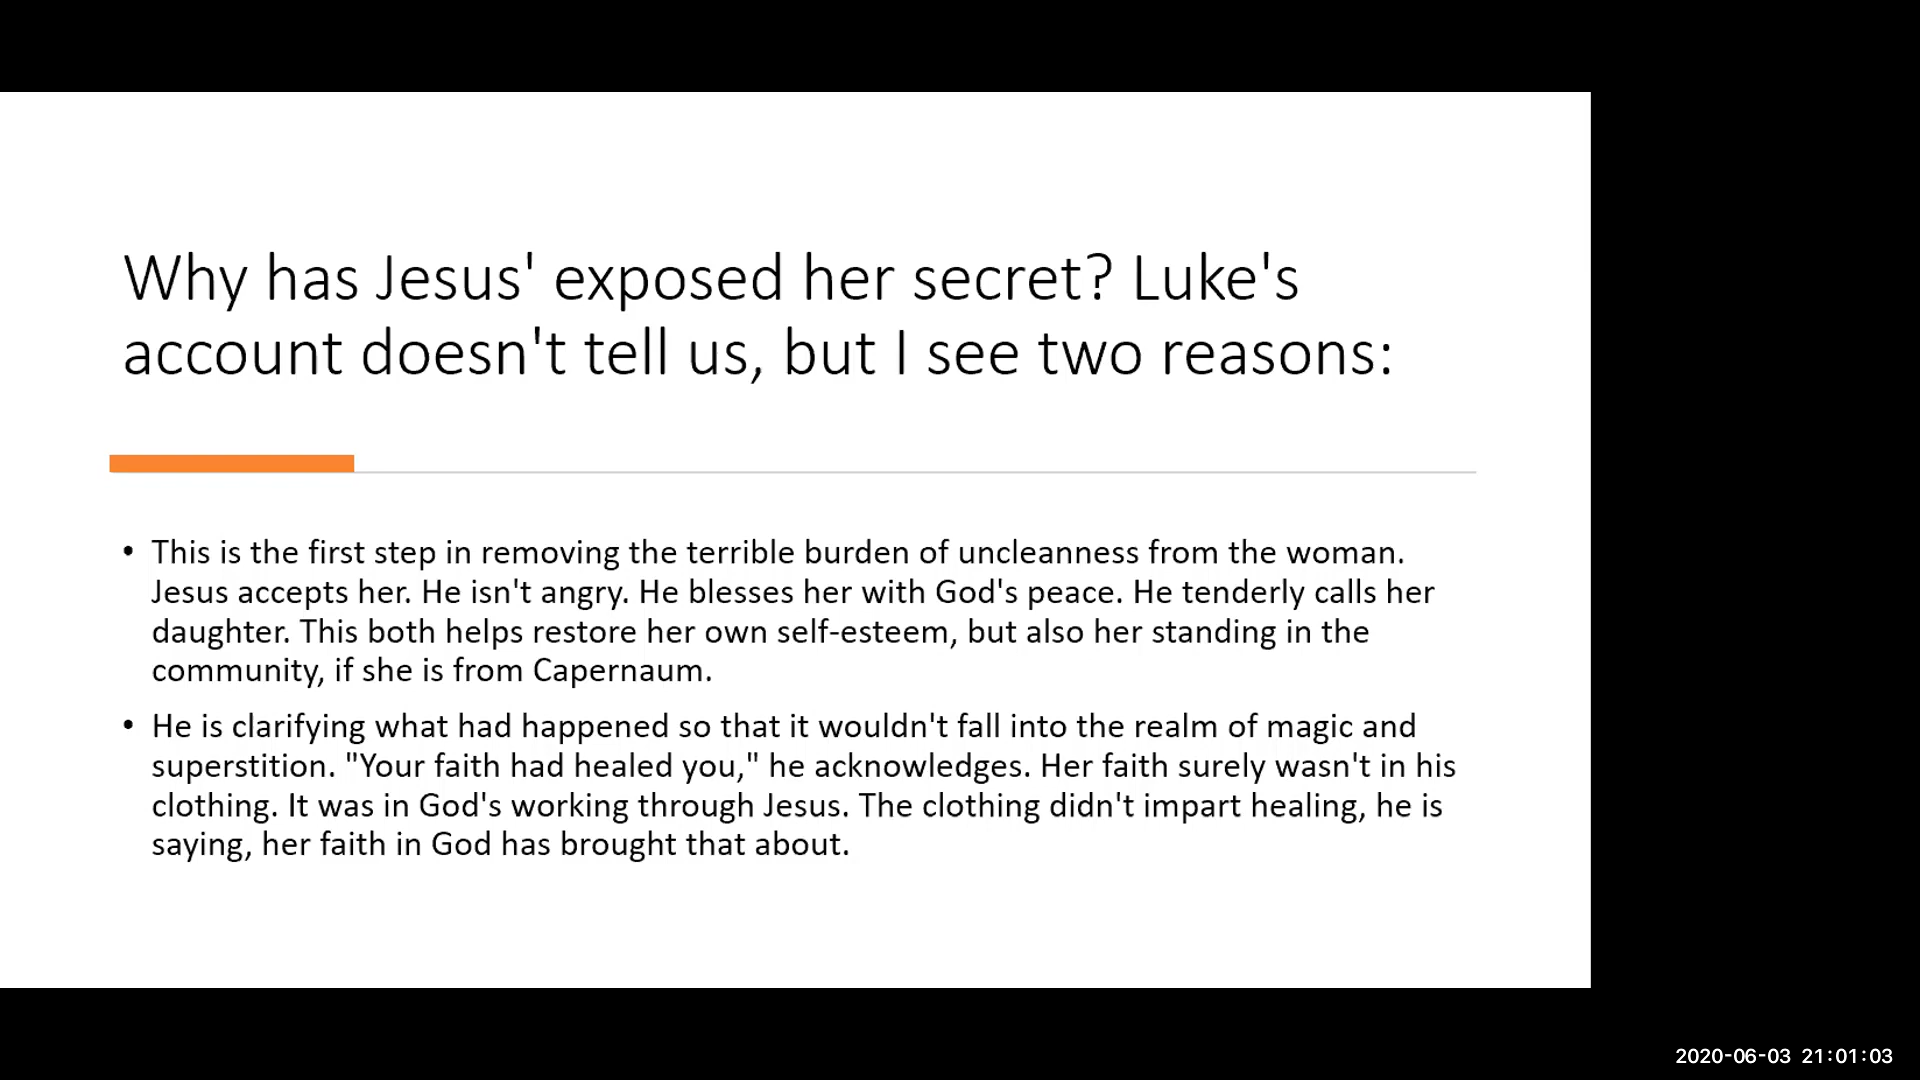 Why has Jesus' exposed her secret? Luke's
account doesn't tell us, but I see two reasons:
• This is the first step in removing the terrible burden of uncleanness from the woman.
Jesus accepts her. He isn't angry. He blesses her with God's peace. He tenderly calls her
daughter. This both helps restore her own self-esteem, but also her standing in the
community, if she is from Capernaum.
• He is clarifying what had happened so that it wouldn't fall into the realm of magic and
superstition. "Your faith had healed you," he acknowledges. Her faith surely wasn't in his
clothing. It was in God's working through Jesus. The clothing didn't impart healing, he is
saying, her faith in God has brought that about.
2020-06-03 21:01:03